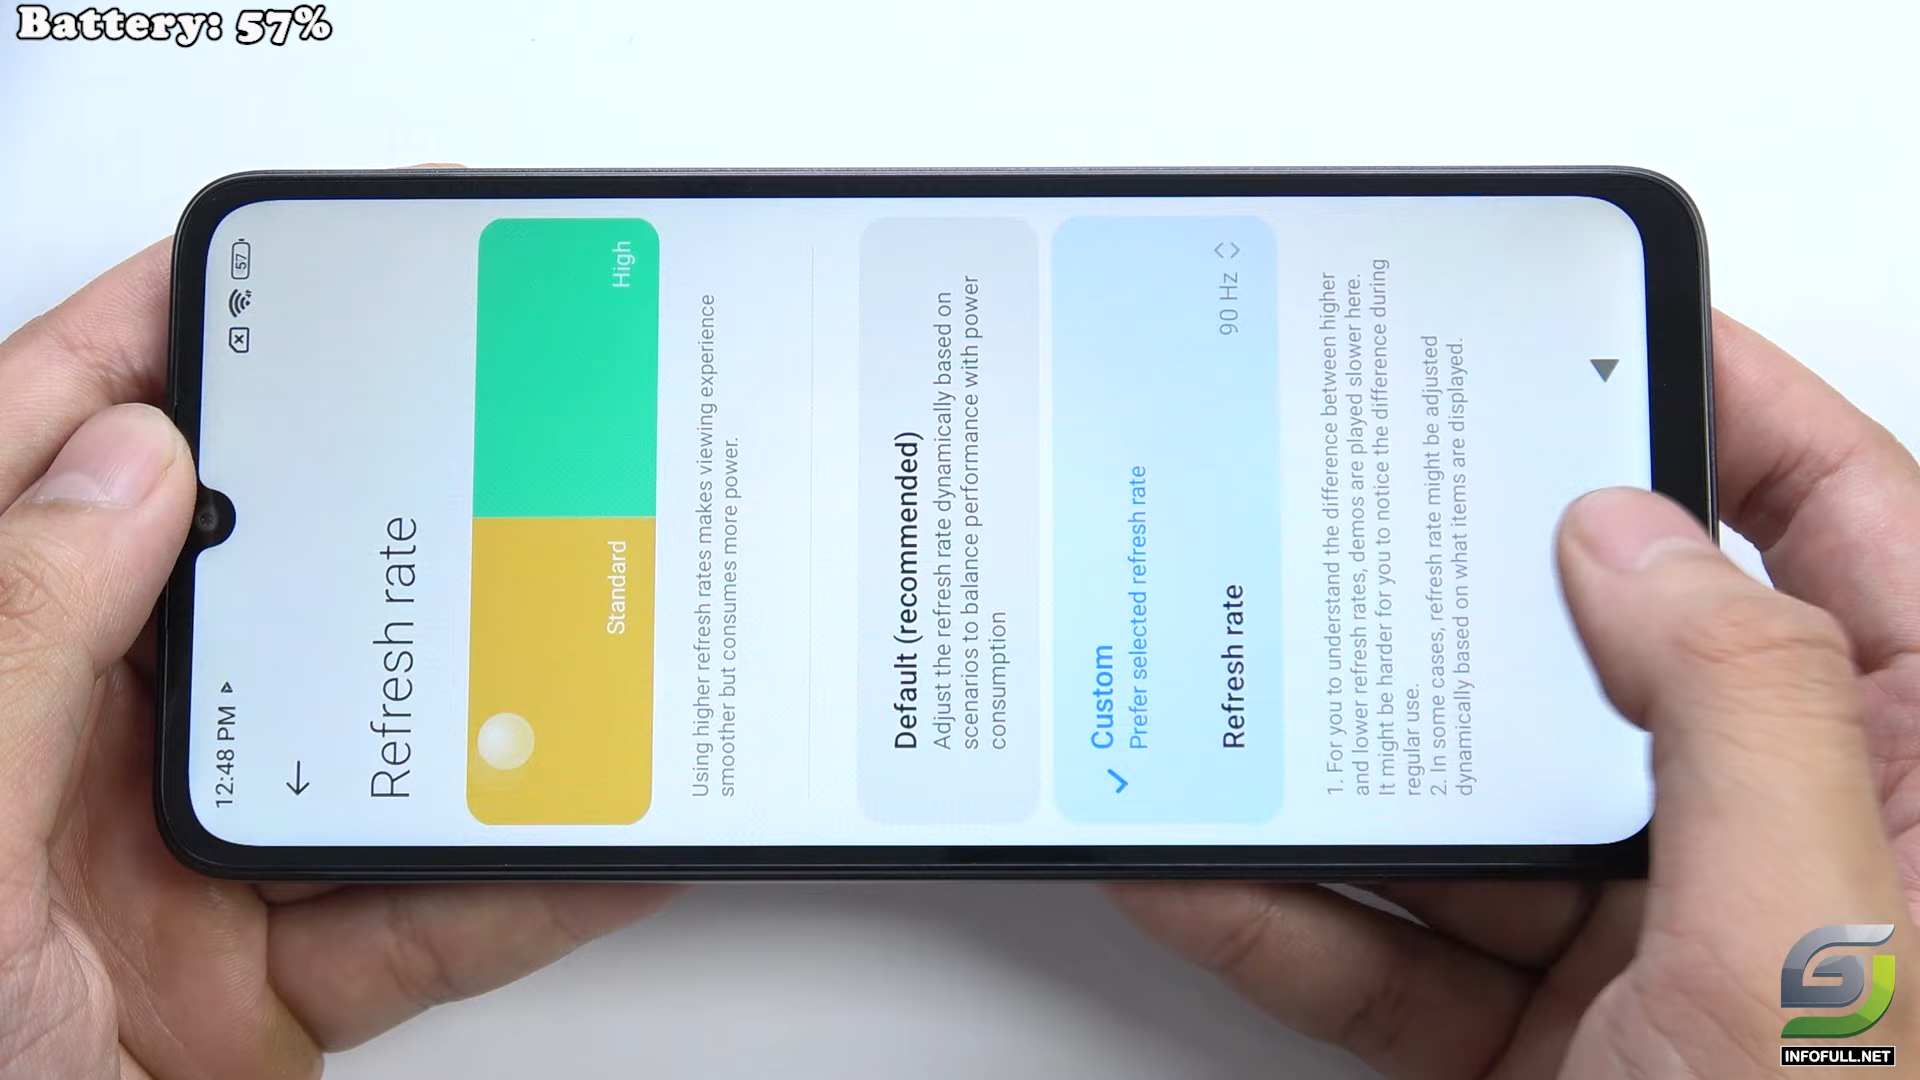 Battery: 57%
12:48 PM
57
Refresh rate
Standard
High
Using higher refresh rates makes viewing experience
smoother but consumes more power.
Default (recommended)
Adjust the refresh rate dynamically based on
scenarios to balance performance with power
consumption
Custom
Prefer selected refresh rate
Refresh rate
90 Hz
1. For you to understand the difference between higher
and lower refresh rates, demos are played slower here.
It might be harder for you to notice the difference during
regular use.
2. In some cases, refresh rate might be adjusted
dynamically based on what items are displayed.
INFOFULL.NET